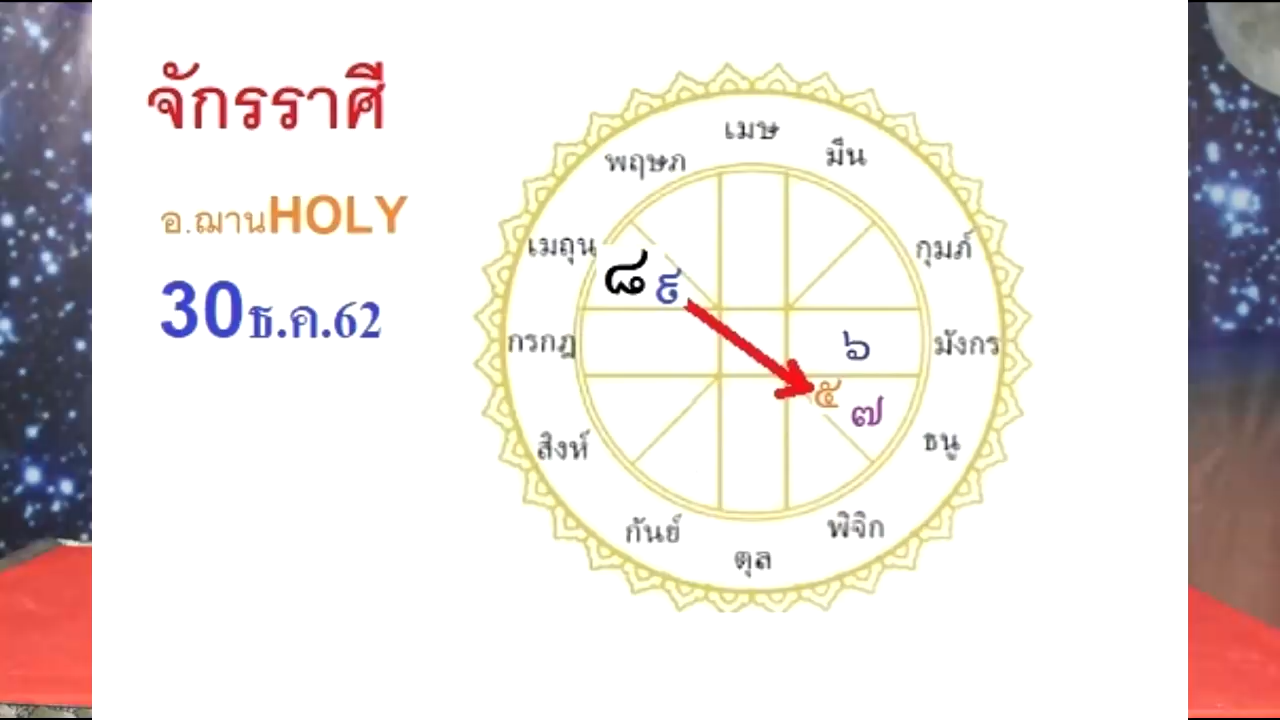 จักรราศี
อ.ฌานHOLY
30ธ.ค.62
เมษ
พฤษภ
มีน
เมถุน
กุมภ์
๘ ๙
กรกฎ
๖
มังกร
๕ ๗
สิงห์
ธนู
กันย์
พิจิก
ตุล